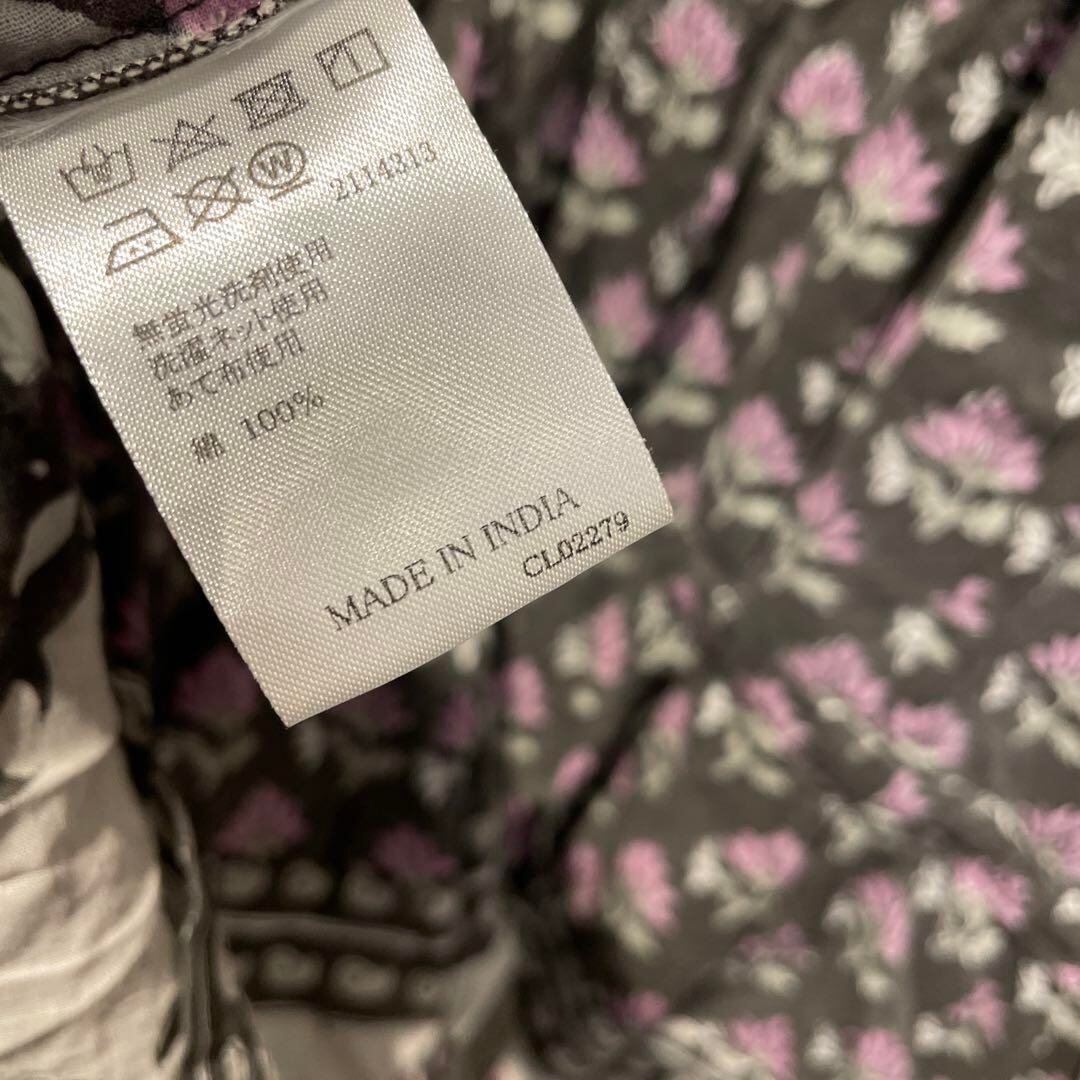 2114313
無蛍光洗剤使用
洗濯ネット使用
あて布使用
綿 100%
MADE IN INDIA
CL02279